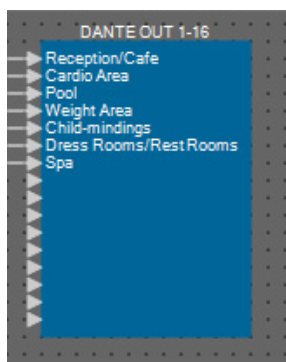 DANTE OUT 1-16
Reception/Cafe
Cardio Area
Pool
Weight Area
Child-mindings
Dress Rooms/Rest Rooms
Spa